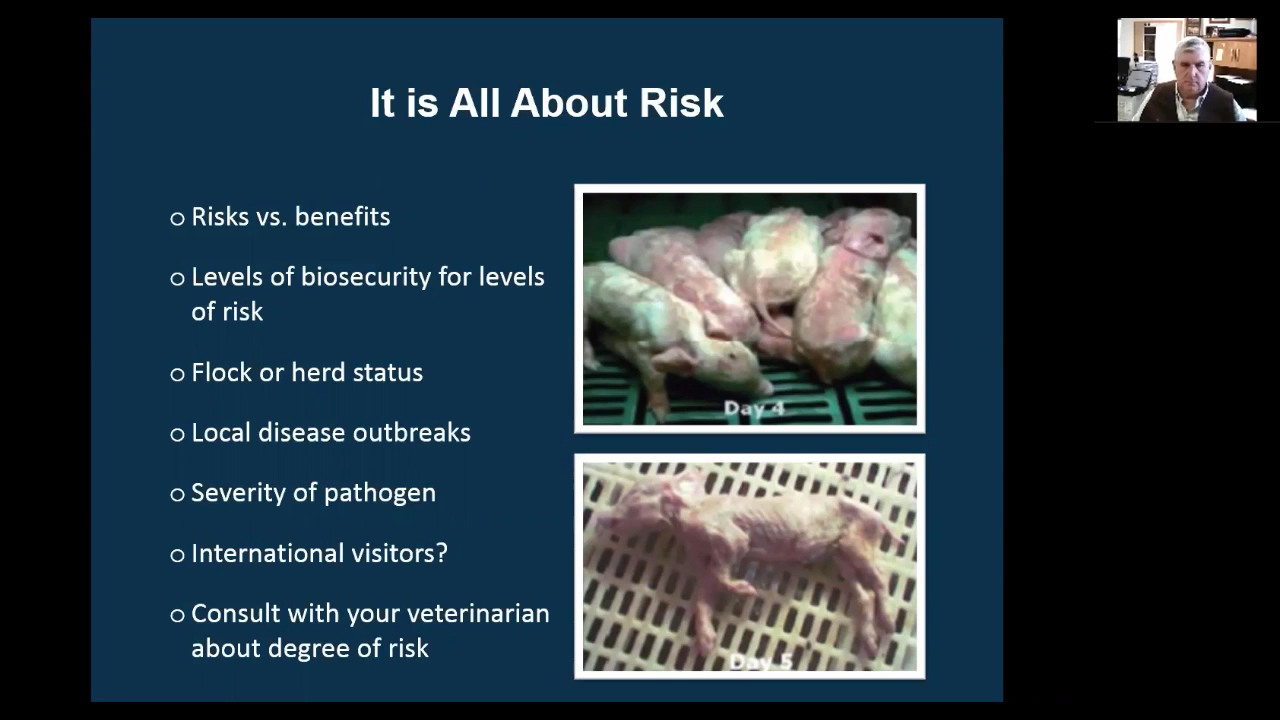 It is All About Risk
o Risks vs. benefits
o Levels of biosecurity for levels
of risk
o Flock or herd status
o Local disease outbreaks
o Severity of pathogen
o International visitors?
o Consult with your veterinarian
about degree of risk
Day 4
Day 5